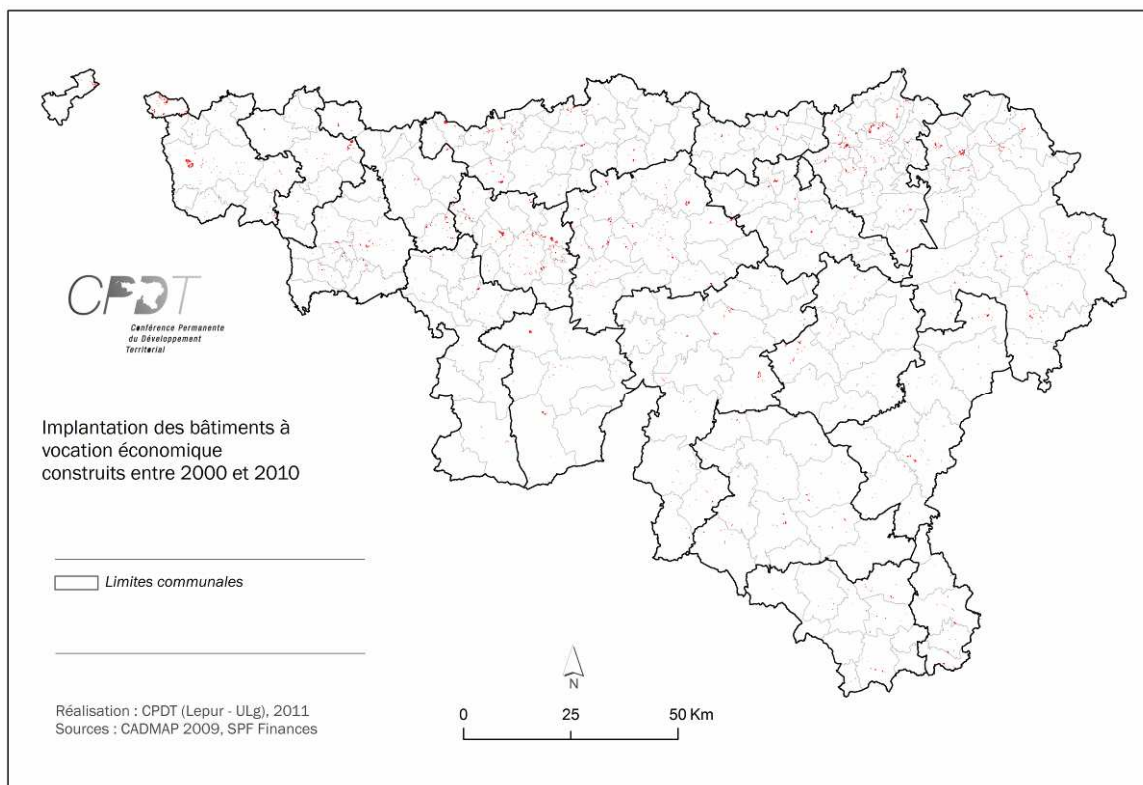 CPDT
Conférence Permanente
du Développement
Territorial
Implantation des bâtiments à
vocation économique
construits entre 2000 et 2010
Limites communales
Réalisation : CPDT (Lepur - ULg), 2011
Sources : CADMAP 2009, SPF Finances
N
0 25 50 Km